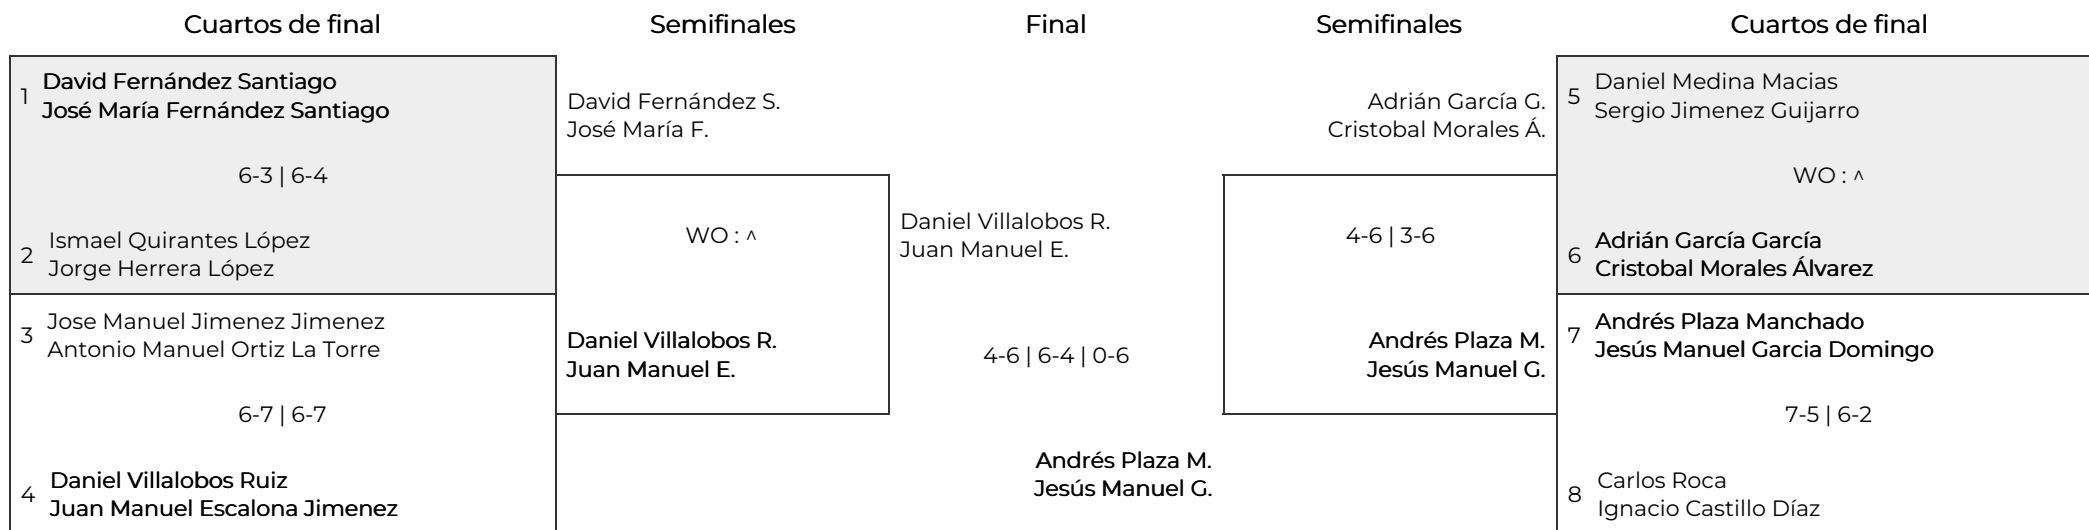 Cuartos de final
Semifinales
Final
Semifinales
Cuartos de final
1
David Fernández Santiago
José María Fernández Santiago
6-3 | 6-4
2
Ismael Quirantes López
Jorge Herrera López
3
Jose Manuel Jimenez Jimenez
Antonio Manuel Ortiz La Torre
6-7 | 6-7
4
Daniel Villalobos Ruiz
Juan Manuel Escalona Jimenez
David Fernández S.
José María F.
WO : ^
Daniel Villalobos R.
Juan Manuel E.
Daniel Villalobos R.
Juan Manuel E.
4-6 | 6-4 | 0-6
Andrés Plaza M.
Jesús Manuel G.
Adrián García G.
Cristobal Morales Á.
4-6 | 3-6
Andrés Plaza M.
Jesús Manuel G.
5
Daniel Medina Macias
Sergio Jimenez Guijarro
WO : ^
6
Adrián García García
Cristobal Morales Álvarez
7
Andrés Plaza Manchado
Jesús Manuel Garcia Domingo
7-5 | 6-2
8
Carlos Roca
Ignacio Castillo Díaz